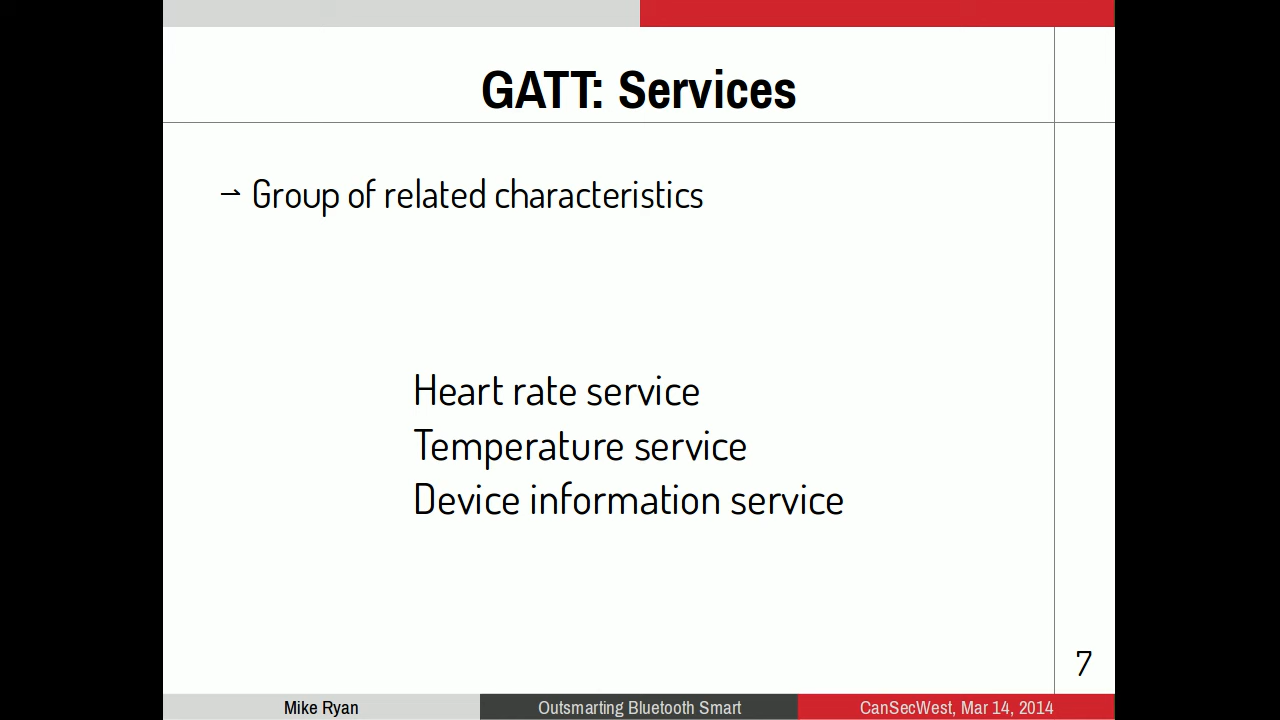 GATT: Services
⇀ Group of related characteristics
Heart rate service
Temperature service
Device information service
7
Mike Ryan
Outsmarting Bluetooth Smart
CanSecWest, Mar 14, 2014